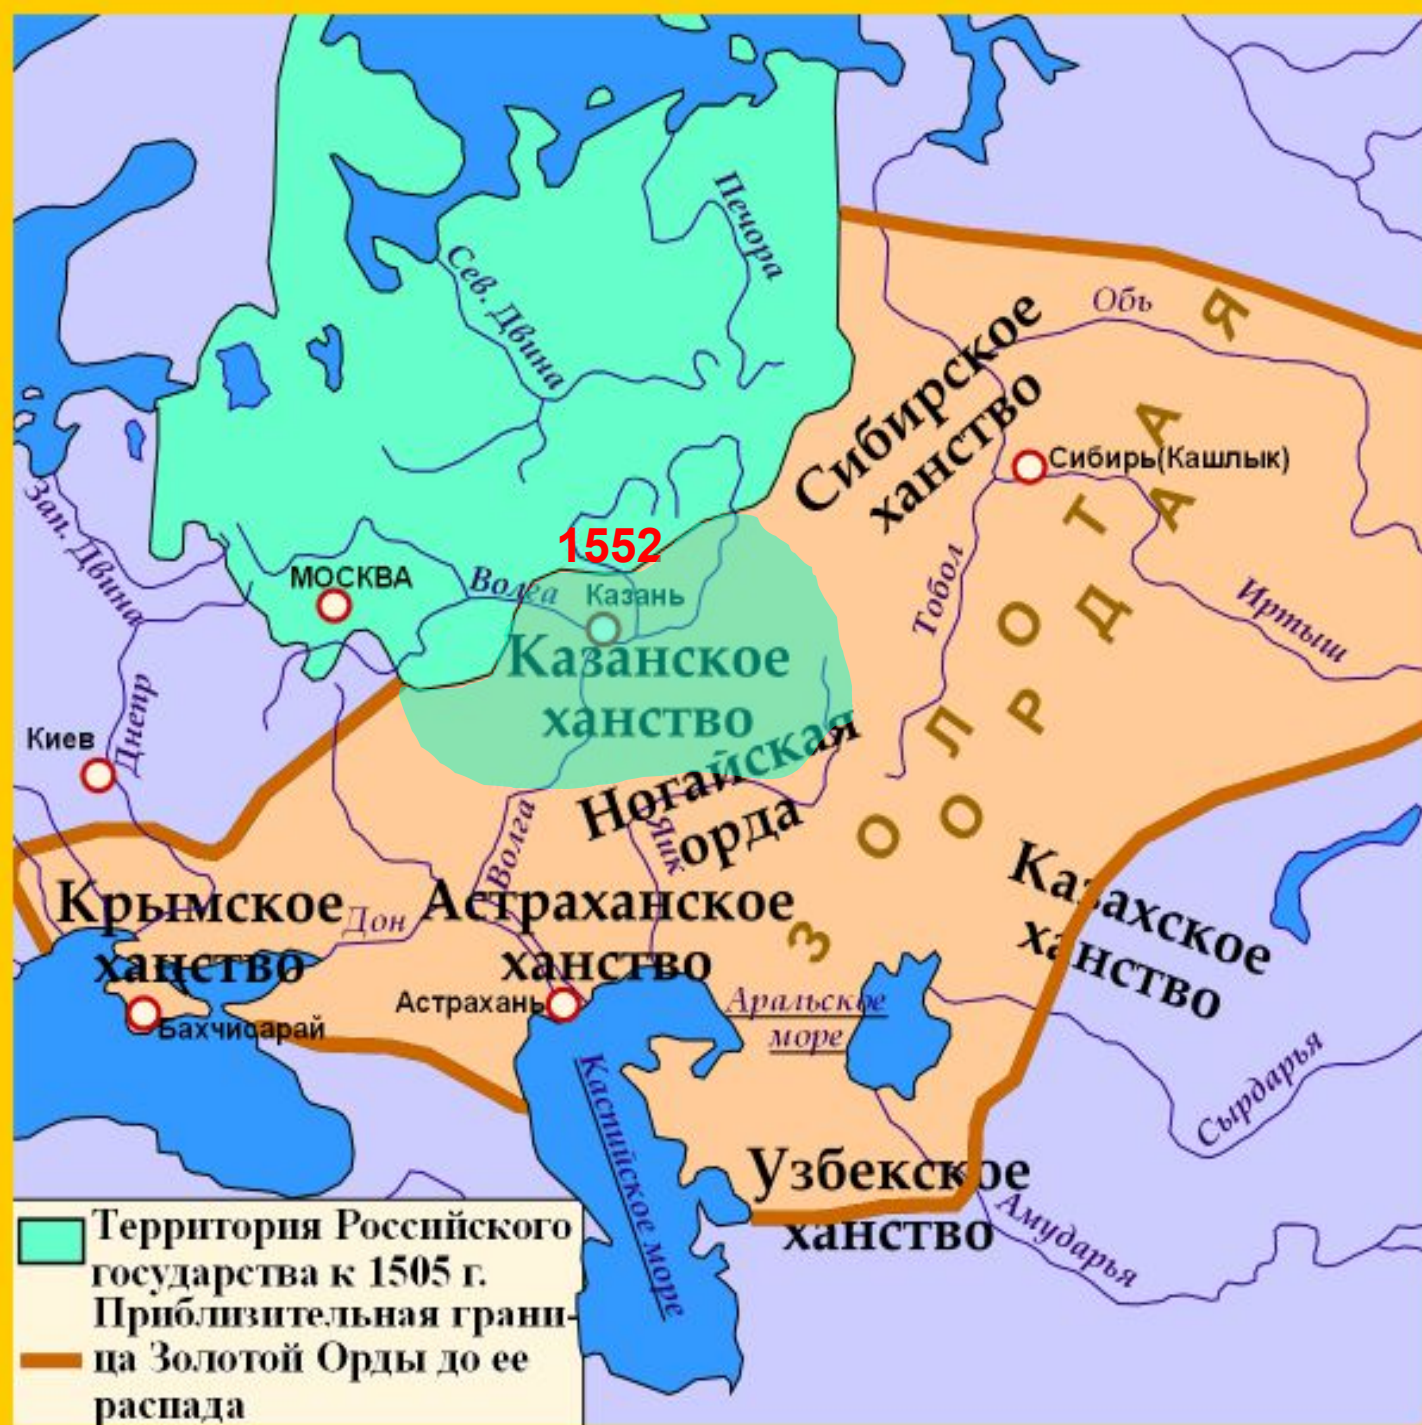 Печора
Сев. Двина
Обь
Сибирское
ханство
Сибирь(Кашлык)
Зап. Двина
1552
МОСКВА
Волга
Казань
Казанское
ханство
Тобол
Иртыш
ЗОЛОТАЯ
ОРДА
Киев
Днепр
Ногайская
орда
Яик
Волга
Крымское
ханство
Дон
Астраханское
ханство
Казахское
ханство
Астрахань
Бахчисарай
Аральское
море
Каспийское море
Сырдарья
Узбекское
ханство
Амударья
Территория Российского
государства к 1505 г.
Приблизительная грани-
ца Золотой Орды до ее
распада